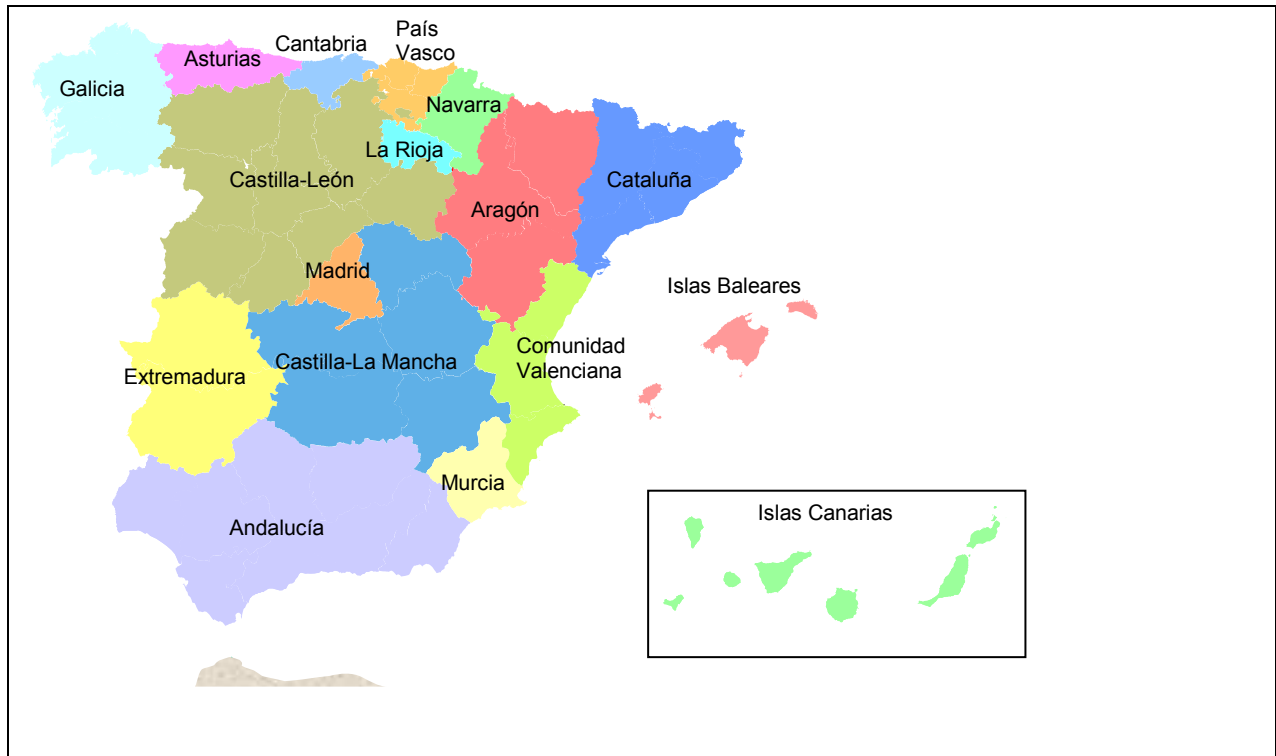 País
Vasco
Cantabria
Asturias
Galicia
Navarra
La Rioja
Castilla-León
Cataluña
Aragón
Madrid
Islas Baleares
Comunidad
Valenciana
Castilla-La Mancha
Extremadura
Murcia
Islas Canarias
Andalucía